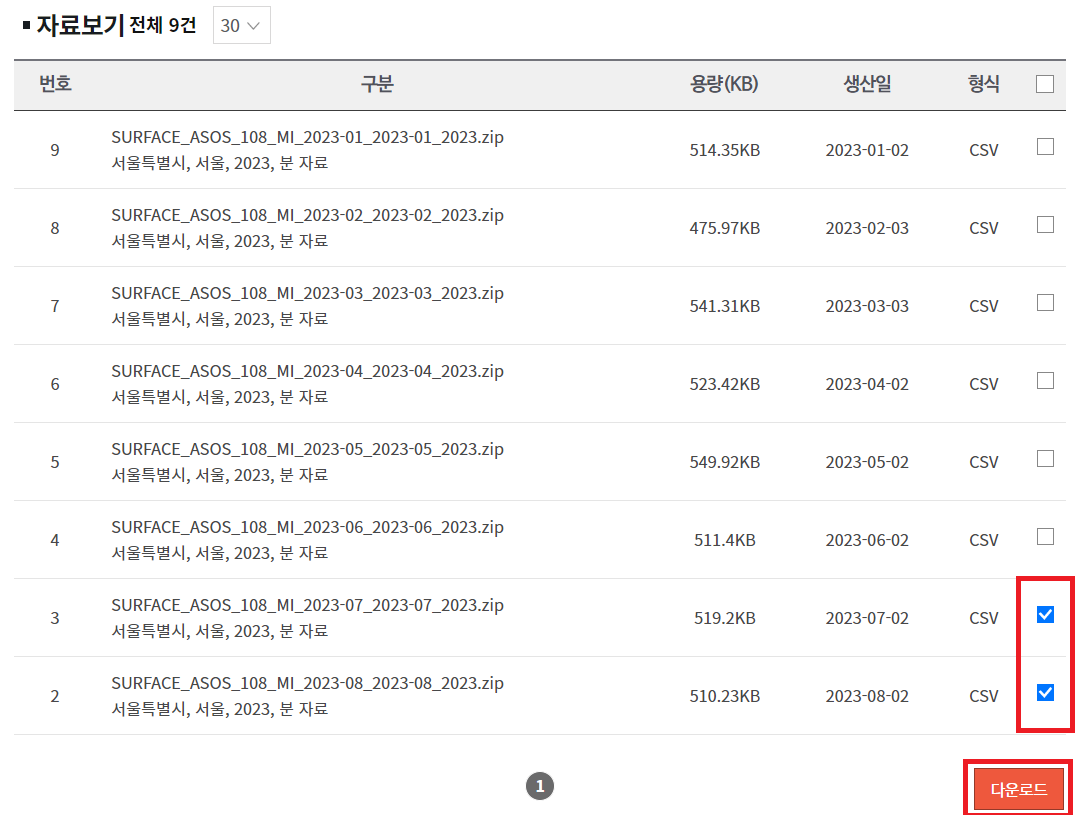 자료보기 전체 9건 30
번호 구분 용량(KB) 생산일 형식
SURFACE_ASOS_108_MI_2023-01_2023-01_2023.zip
9 514.35KB 2023-01-02 CSV
서울특별시, 서울, 2023, 분 자료
SURFACE_ASOS_108_MI_2023-02_2023-02_2023.zip
8 475.97KB 2023-02-03 CSV
서울특별시, 서울, 2023, 분 자료
SURFACE_ASOS_108_MI_2023-03_2023-03_2023.zip
7 541.31KB 2023-03-03 CSV
서울특별시, 서울, 2023, 분 자료
SURFACE_ASOS_108_MI_2023-04_2023-04_2023.zip
6 523.42KB 2023-04-02 CSV
서울특별시, 서울, 2023, 분 자료
SURFACE_ASOS_108_MI_2023-05_2023-05_2023.zip
5 549.92KB 2023-05-02 CSV
서울특별시, 서울, 2023, 분 자료
SURFACE_ASOS_108_MI_2023-06_2023-06_2023.zip
4 511.4KB 2023-06-02 CSV
서울특별시, 서울, 2023, 분 자료
SURFACE_ASOS_108_MI_2023-07_2023-07_2023.zip
3 519.2KB 2023-07-02 CSV
서울특별시, 서울, 2023, 분 자료
SURFACE_ASOS_108_MI_2023-08_2023-08_2023.zip
2 510.23KB 2023-08-02 CSV
서울특별시, 서울, 2023, 분 자료
1 다운로드